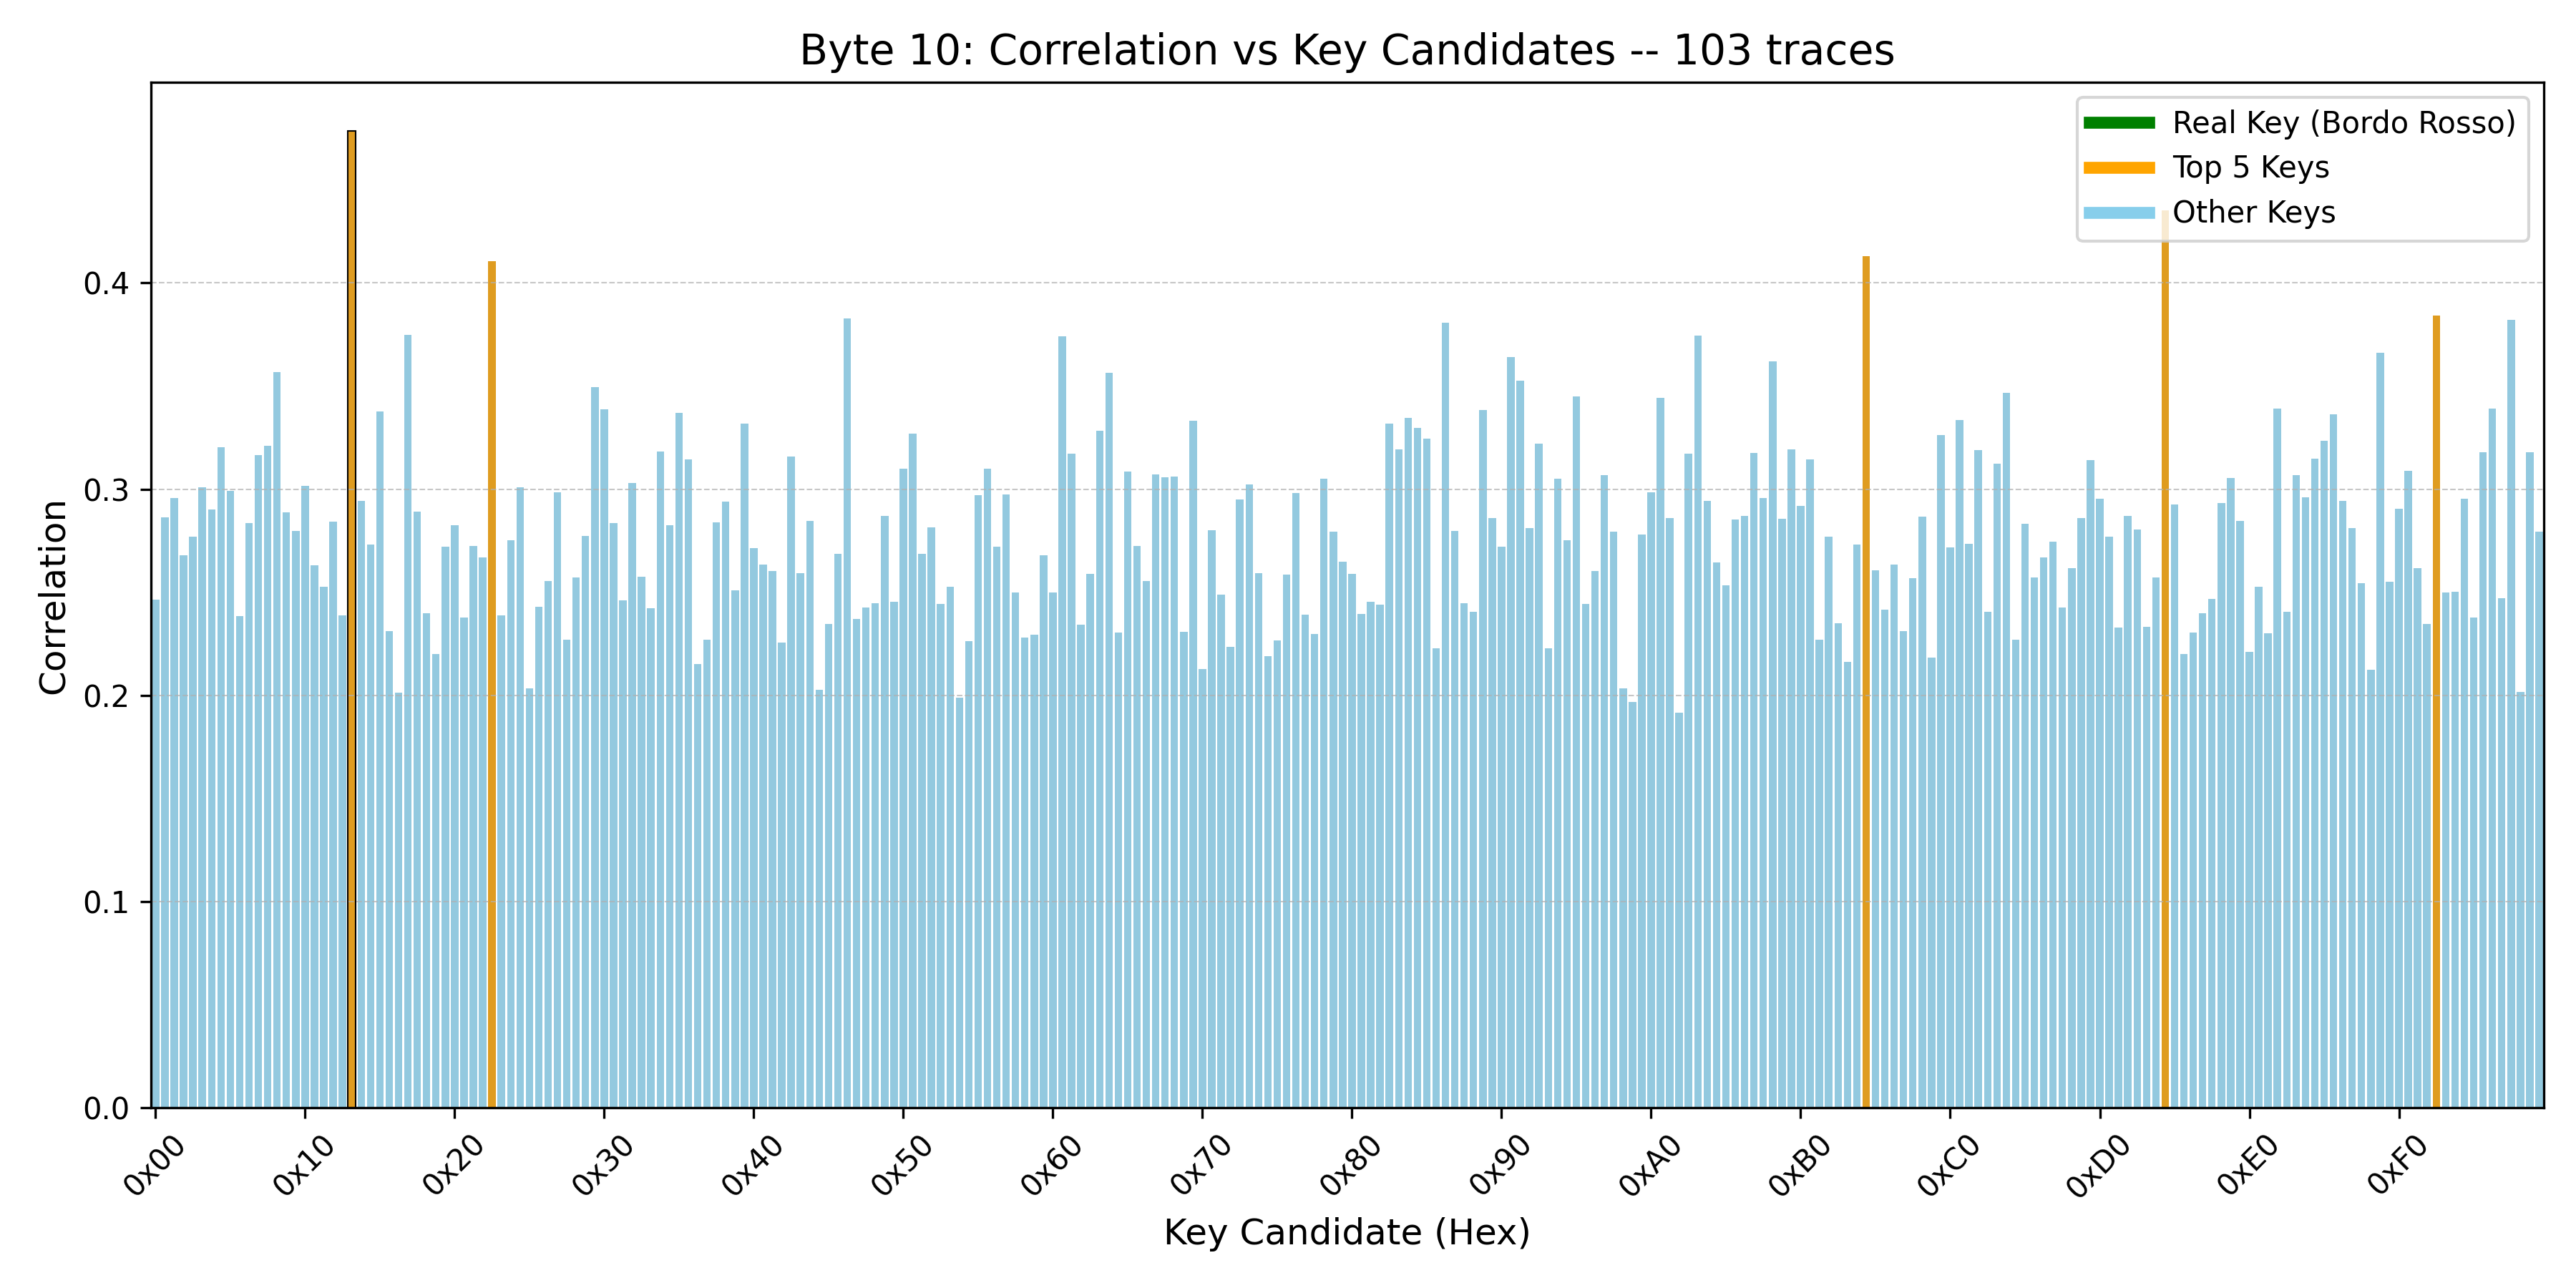 Byte 10: Correlation vs Key Candidates -- 103 traces
Real Key (Bordo Rosso)
Top 5 Keys
Other Keys
Correlation
0.4
0.3
0.2
0.1
0.0
0x00
0x10
0x20
0x30
0x40
0x50
0x60
0x70
0x80
0x90
0xA0
0xB0
0xC0
0xD0
0xE0
0xF0
Key Candidate (Hex)